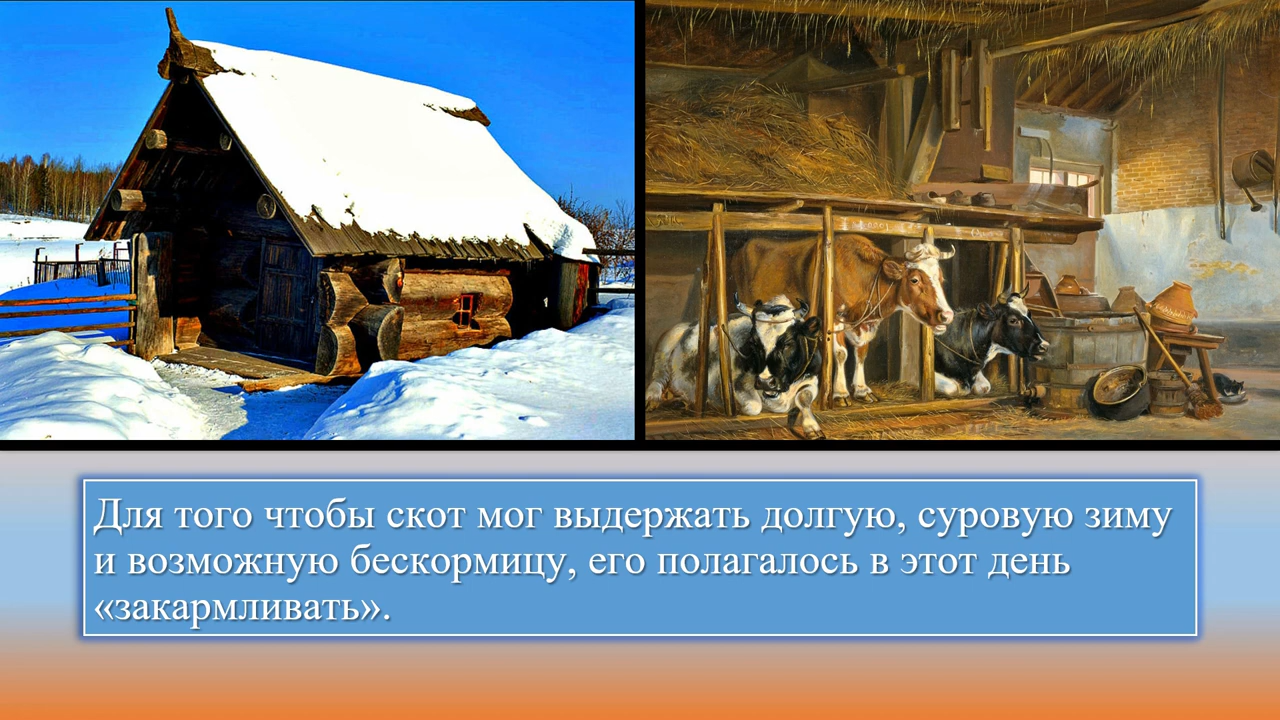 Для того чтобы скот мог выдержать долгую, суровую зиму
и возможную бескормицу, его полагалось в этот день
«закармливать».